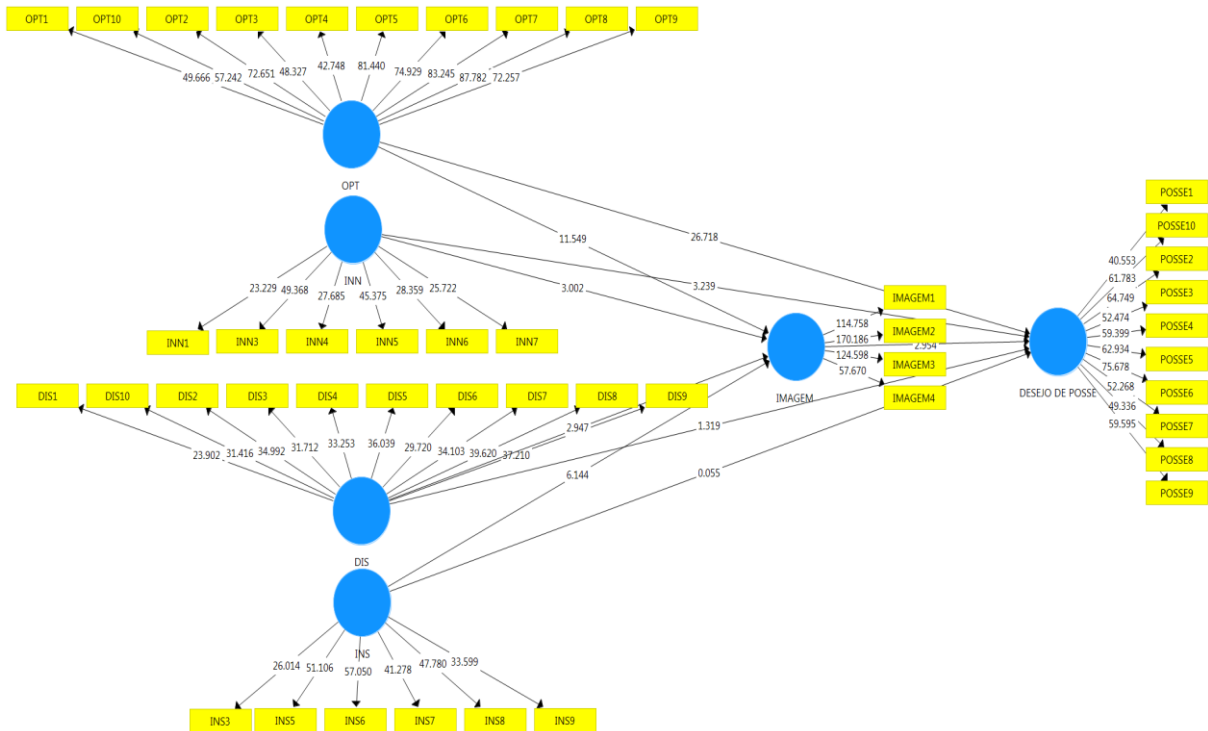 OPT1 OPT10 OPT2 OPT3 OPT4 OPT5 OPT6 OPT7 OPT8 OPT9
49.666 57.242 72.651 48.327 42.748 81.440 74.929 83.245 87.782 72.257
OPT
11.549
26.718
INN
23.229 49.368 27.685 45.375 28.359 25.722
3.002
3.239
INN1 INN3 INN4 INN5 INN6 INN7
IMAGEM1
IMAGEM2
IMAGEM3
IMAGEM4
114.758
170.186
124.598
57.670
2.954
IMAGEM
POSSE1
POSSE10
POSSE2
POSSE3
POSSE4
POSSE5
POSSE6
POSSE7
POSSE8
POSSE9
40.553
61.783
64.749
52.474
59.399
62.934
75.678
52.268
49.336
59.595
DESEJO DE POSSE
DIS1 DIS10 DIS2 DIS3 DIS4 DIS5 DIS6 DIS7 DIS8 DIS9
23.902 31.416 34.992 31.712 33.253 36.039 29.720 34.103 39.620 37.210
2.947
1.319
DIS
6.144
0.055
INS
26.014 51.106 57.050 41.278 47.780 33.599
INS3 INS5 INS6 INS7 INS8 INS9